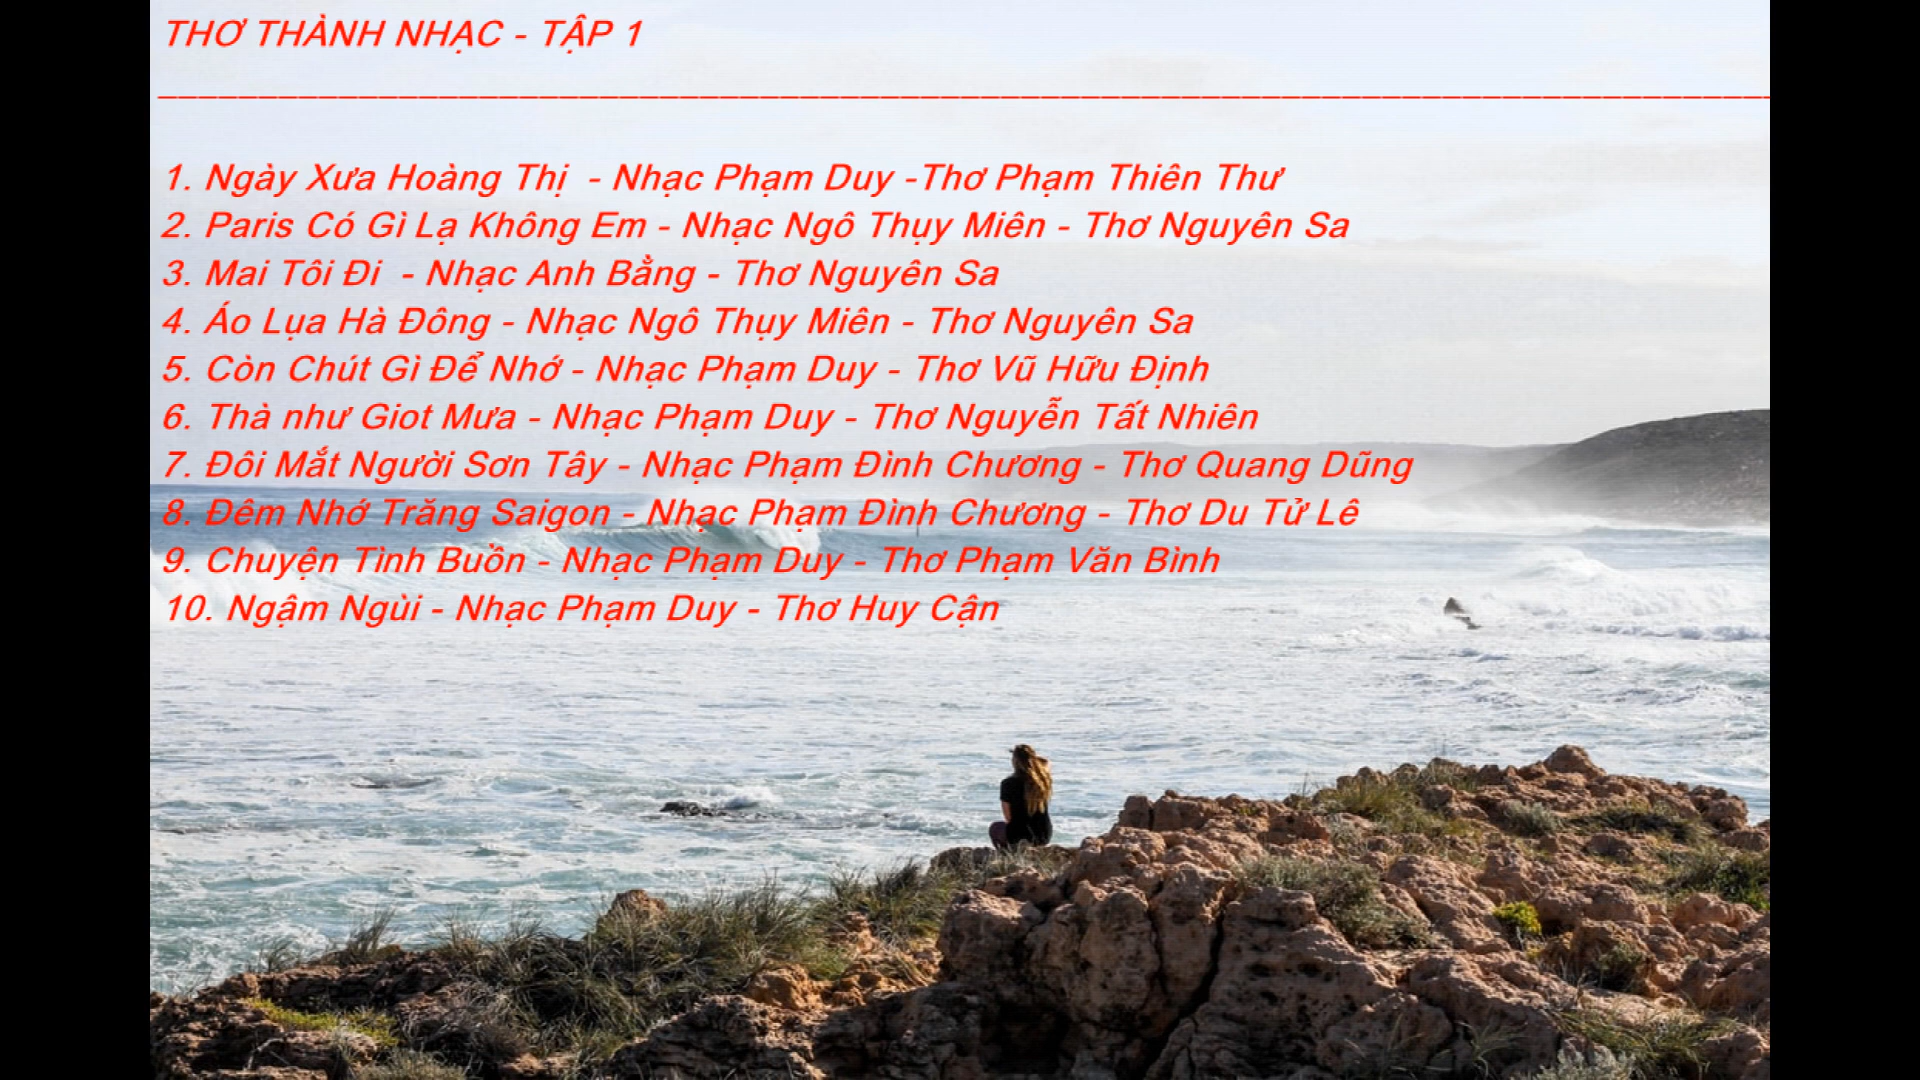 THƠ THÀNH NHẠC - TẬP 1
1. Ngày Xưa Hoàng Thị - Nhạc Phạm Duy -Thơ Phạm Thiên Thư
2. Paris Có Gì Lạ Không Em - Nhạc Ngô Thụy Miên - Thơ Nguyên Sa
3. Mai Tôi Đi - Nhạc Anh Bằng - Thơ Nguyên Sa
4. Áo Lụa Hà Đông - Nhạc Ngô Thụy Miên - Thơ Nguyên Sa
5. Còn Chút Gì Để Nhớ - Nhạc Phạm Duy - Thơ Vũ Hữu Định
6. Thà như Giot Mưa - Nhạc Phạm Duy - Thơ Nguyễn Tất Nhiên
7. Đôi Mắt Người Sơn Tây - Nhạc Phạm Đình Chương - Thơ Quang Dũng
8. Đêm Nhớ Trăng Saigon - Nhạc Phạm Đình Chương - Thơ Du Tử Lê
9. Chuyện Tình Buồn - Nhạc Phạm Duy - Thơ Phạm Văn Bình
10. Ngậm Ngùi - Nhạc Phạm Duy - Thơ Huy Cận